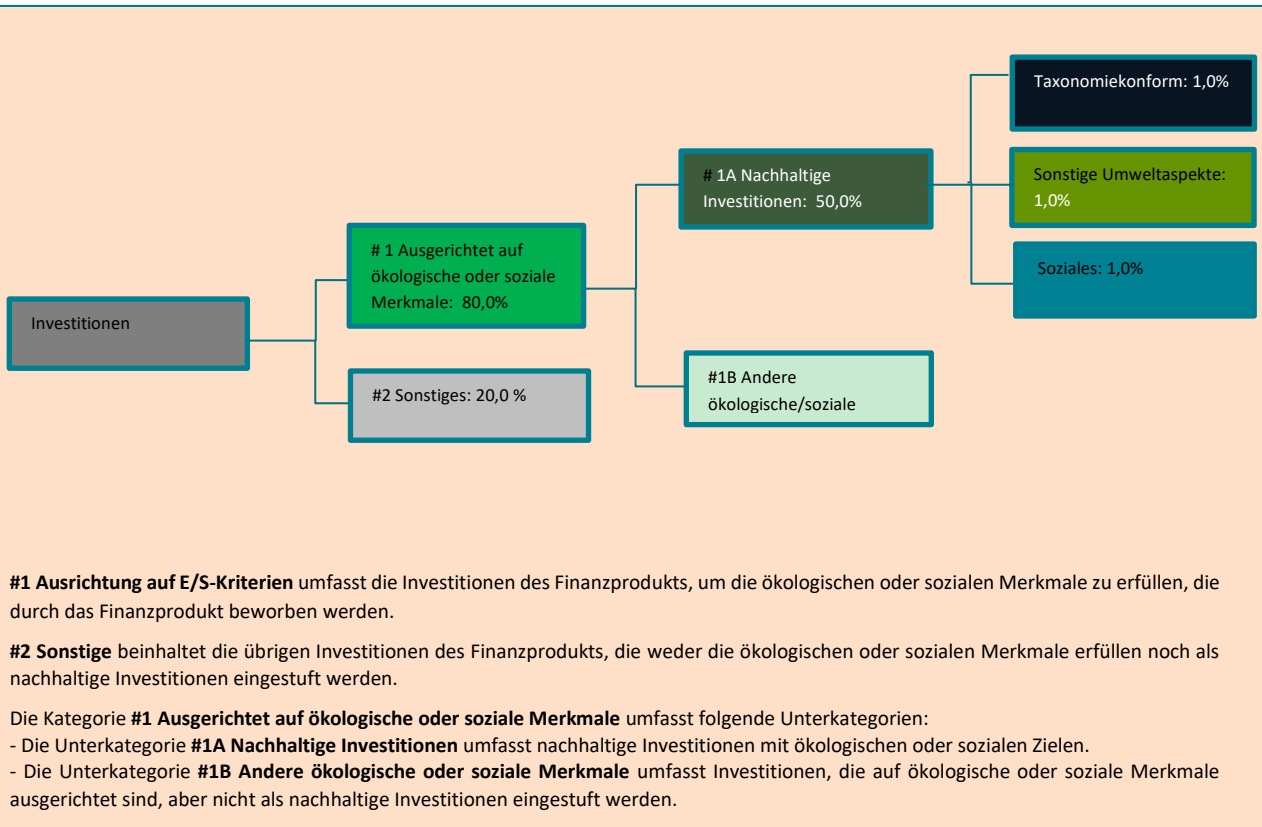 Investitionen
# 1 Ausgerichtet auf
ökologische oder soziale
Merkmale: 80,0%
#2 Sonstiges: 20,0 %
# 1A Nachhaltige
Investitionen: 50,0%
#1B Andere
ökologische/soziale
Taxonomiekonform: 1,0%
Sonstige Umweltaspekte:
1,0%
Soziales: 1,0%
#1 Ausrichtung auf E/S-Kriterien umfasst die Investitionen des Finanzprodukts, um die ökologischen oder sozialen Merkmale zu erfüllen, die
durch das Finanzprodukt beworben werden.
#2 Sonstige beinhaltet die übrigen Investitionen des Finanzprodukts, die weder die ökologischen oder sozialen Merkmale erfüllen noch als
nachhaltige Investitionen eingestuft werden.
Die Kategorie #1 Ausgerichtet auf ökologische oder soziale Merkmale umfasst folgende Unterkategorien:
- Die Unterkategorie #1A Nachhaltige Investitionen umfasst nachhaltige Investitionen mit ökologischen oder sozialen Zielen.
- Die Unterkategorie #1B Andere ökologische oder soziale Merkmale umfasst Investitionen, die auf ökologische oder soziale Merkmale
ausgerichtet sind, aber nicht als nachhaltige Investitionen eingestuft werden.